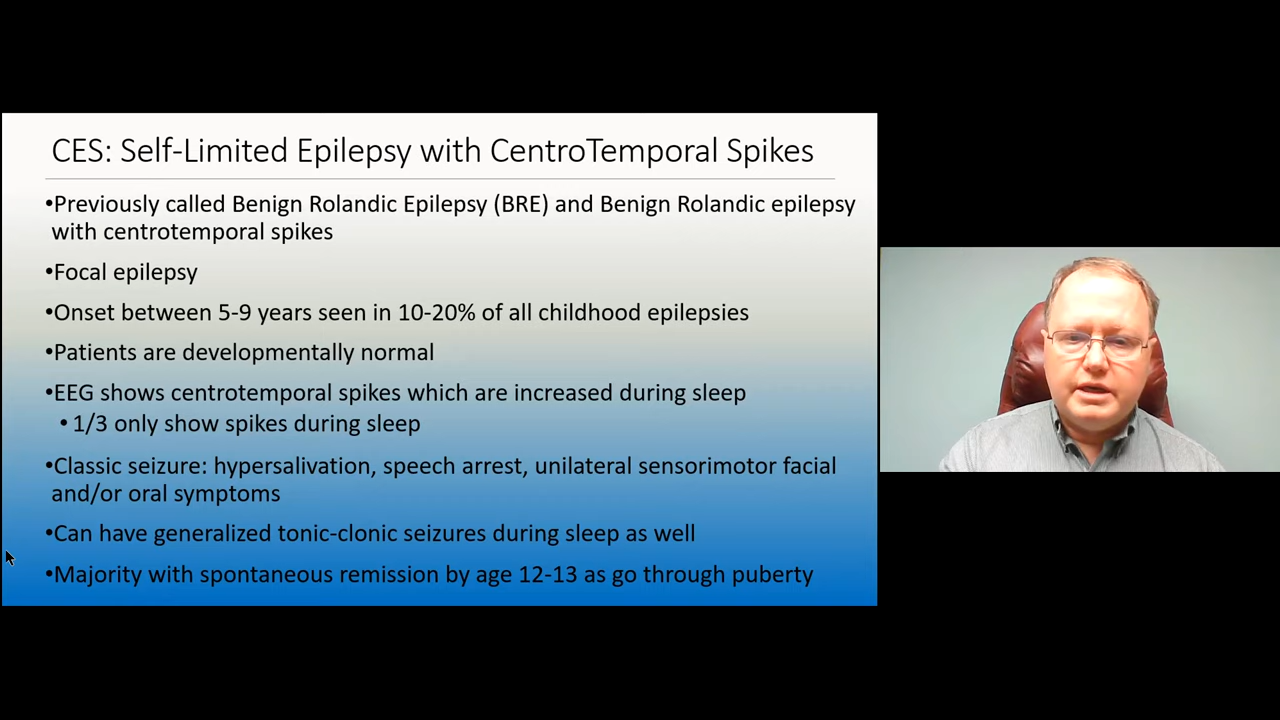 CES: Self-Limited Epilepsy with CentroTemporal Spikes
•Previously called Benign Rolandic Epilepsy (BRE) and Benign Rolandic epilepsy
with centrotemporal spikes
•Focal epilepsy
•Onset between 5-9 years seen in 10-20% of all childhood epilepsies
•Patients are developmentally normal
•EEG shows centrotemporal spikes which are increased during sleep
•1/3 only show spikes during sleep
•Classic seizure: hypersalivation, speech arrest, unilateral sensorimotor facial
and/or oral symptoms
•Can have generalized tonic-clonic seizures during sleep as well
•Majority with spontaneous remission by age 12-13 as go through puberty